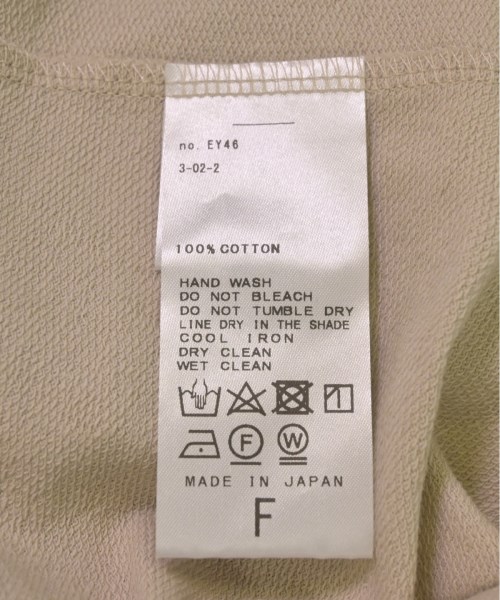 no. EY46
3-02-2
100% COTTON
HAND WASH
DO NOT BLEACH
DO NOT TUMBLE DRY
LINE DRY IN THE SHADE
COOL IRON
DRY CLEAN
WET CLEAN
F W
MADE IN JAPAN
F